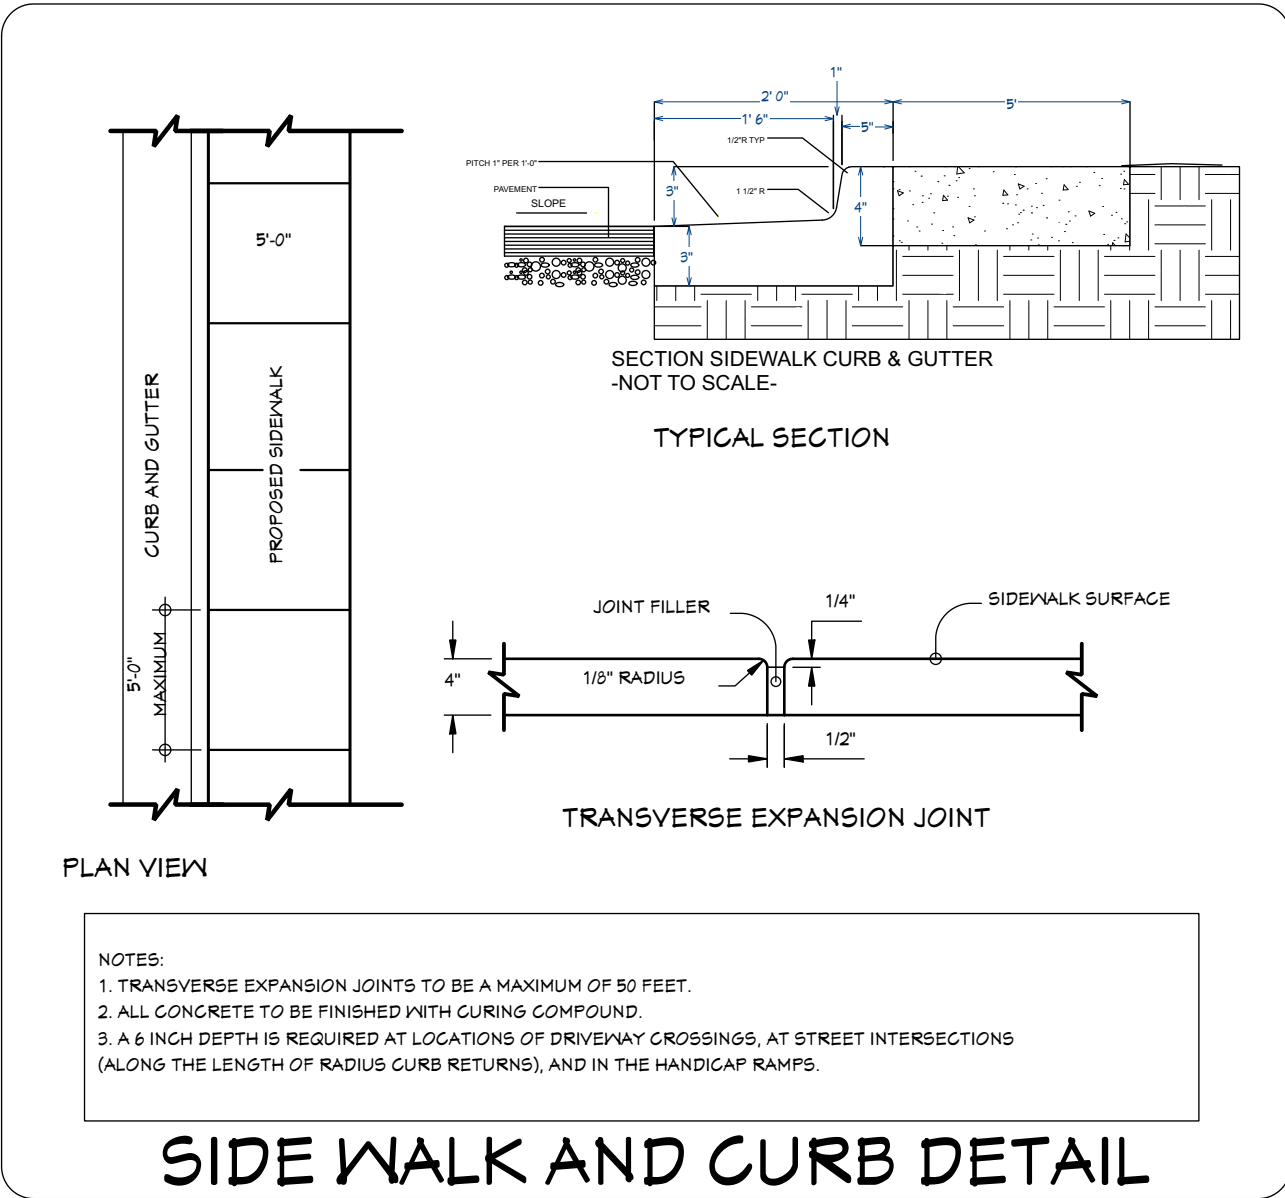 1"
2' 0"
5'
1' 6"
5"
1/2"R TYP
PITCH 1" PER 1'-0"
PAVEMENT
SLOPE
3"
1 1/2" R
4"
3"
SECTION SIDEWALK CURB & GUTTER
-NOT TO SCALE-
TYPICAL SECTION
5'-0"
CURB AND GUTTER
PROPOSED SIDEWALK
5'-0"
MAXIMUM
PLAN VIEW
JOINT FILLER
1/4"
SIDEWALK SURFACE
4"
1/8" RADIUS
1/2"
TRANSVERSE EXPANSION JOINT
NOTES:
1. TRANSVERSE EXPANSION JOINTS TO BE A MAXIMUM OF 50 FEET.
2. ALL CONCRETE TO BE FINISHED WITH CURING COMPOUND.
3. A 6 INCH DEPTH IS REQUIRED AT LOCATIONS OF DRIVEWAY CROSSINGS, AT STREET INTERSECTIONS
(ALONG THE LENGTH OF RADIUS CURB RETURNS), AND IN THE HANDICAP RAMPS.
SIDE WALK AND CURB DETAIL